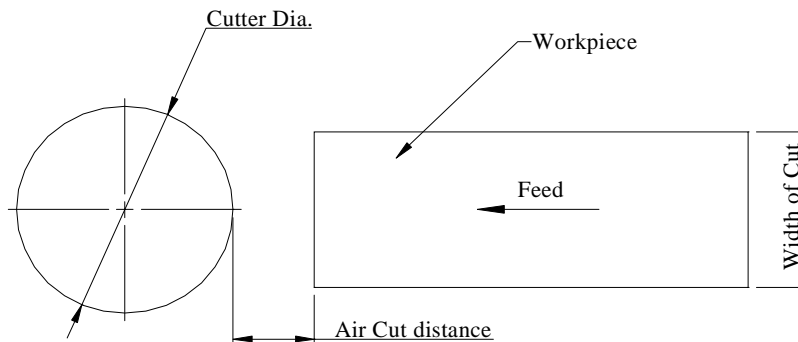 Cutter Dia.
Workpiece
Feed
Width of Cut
Air Cut distance